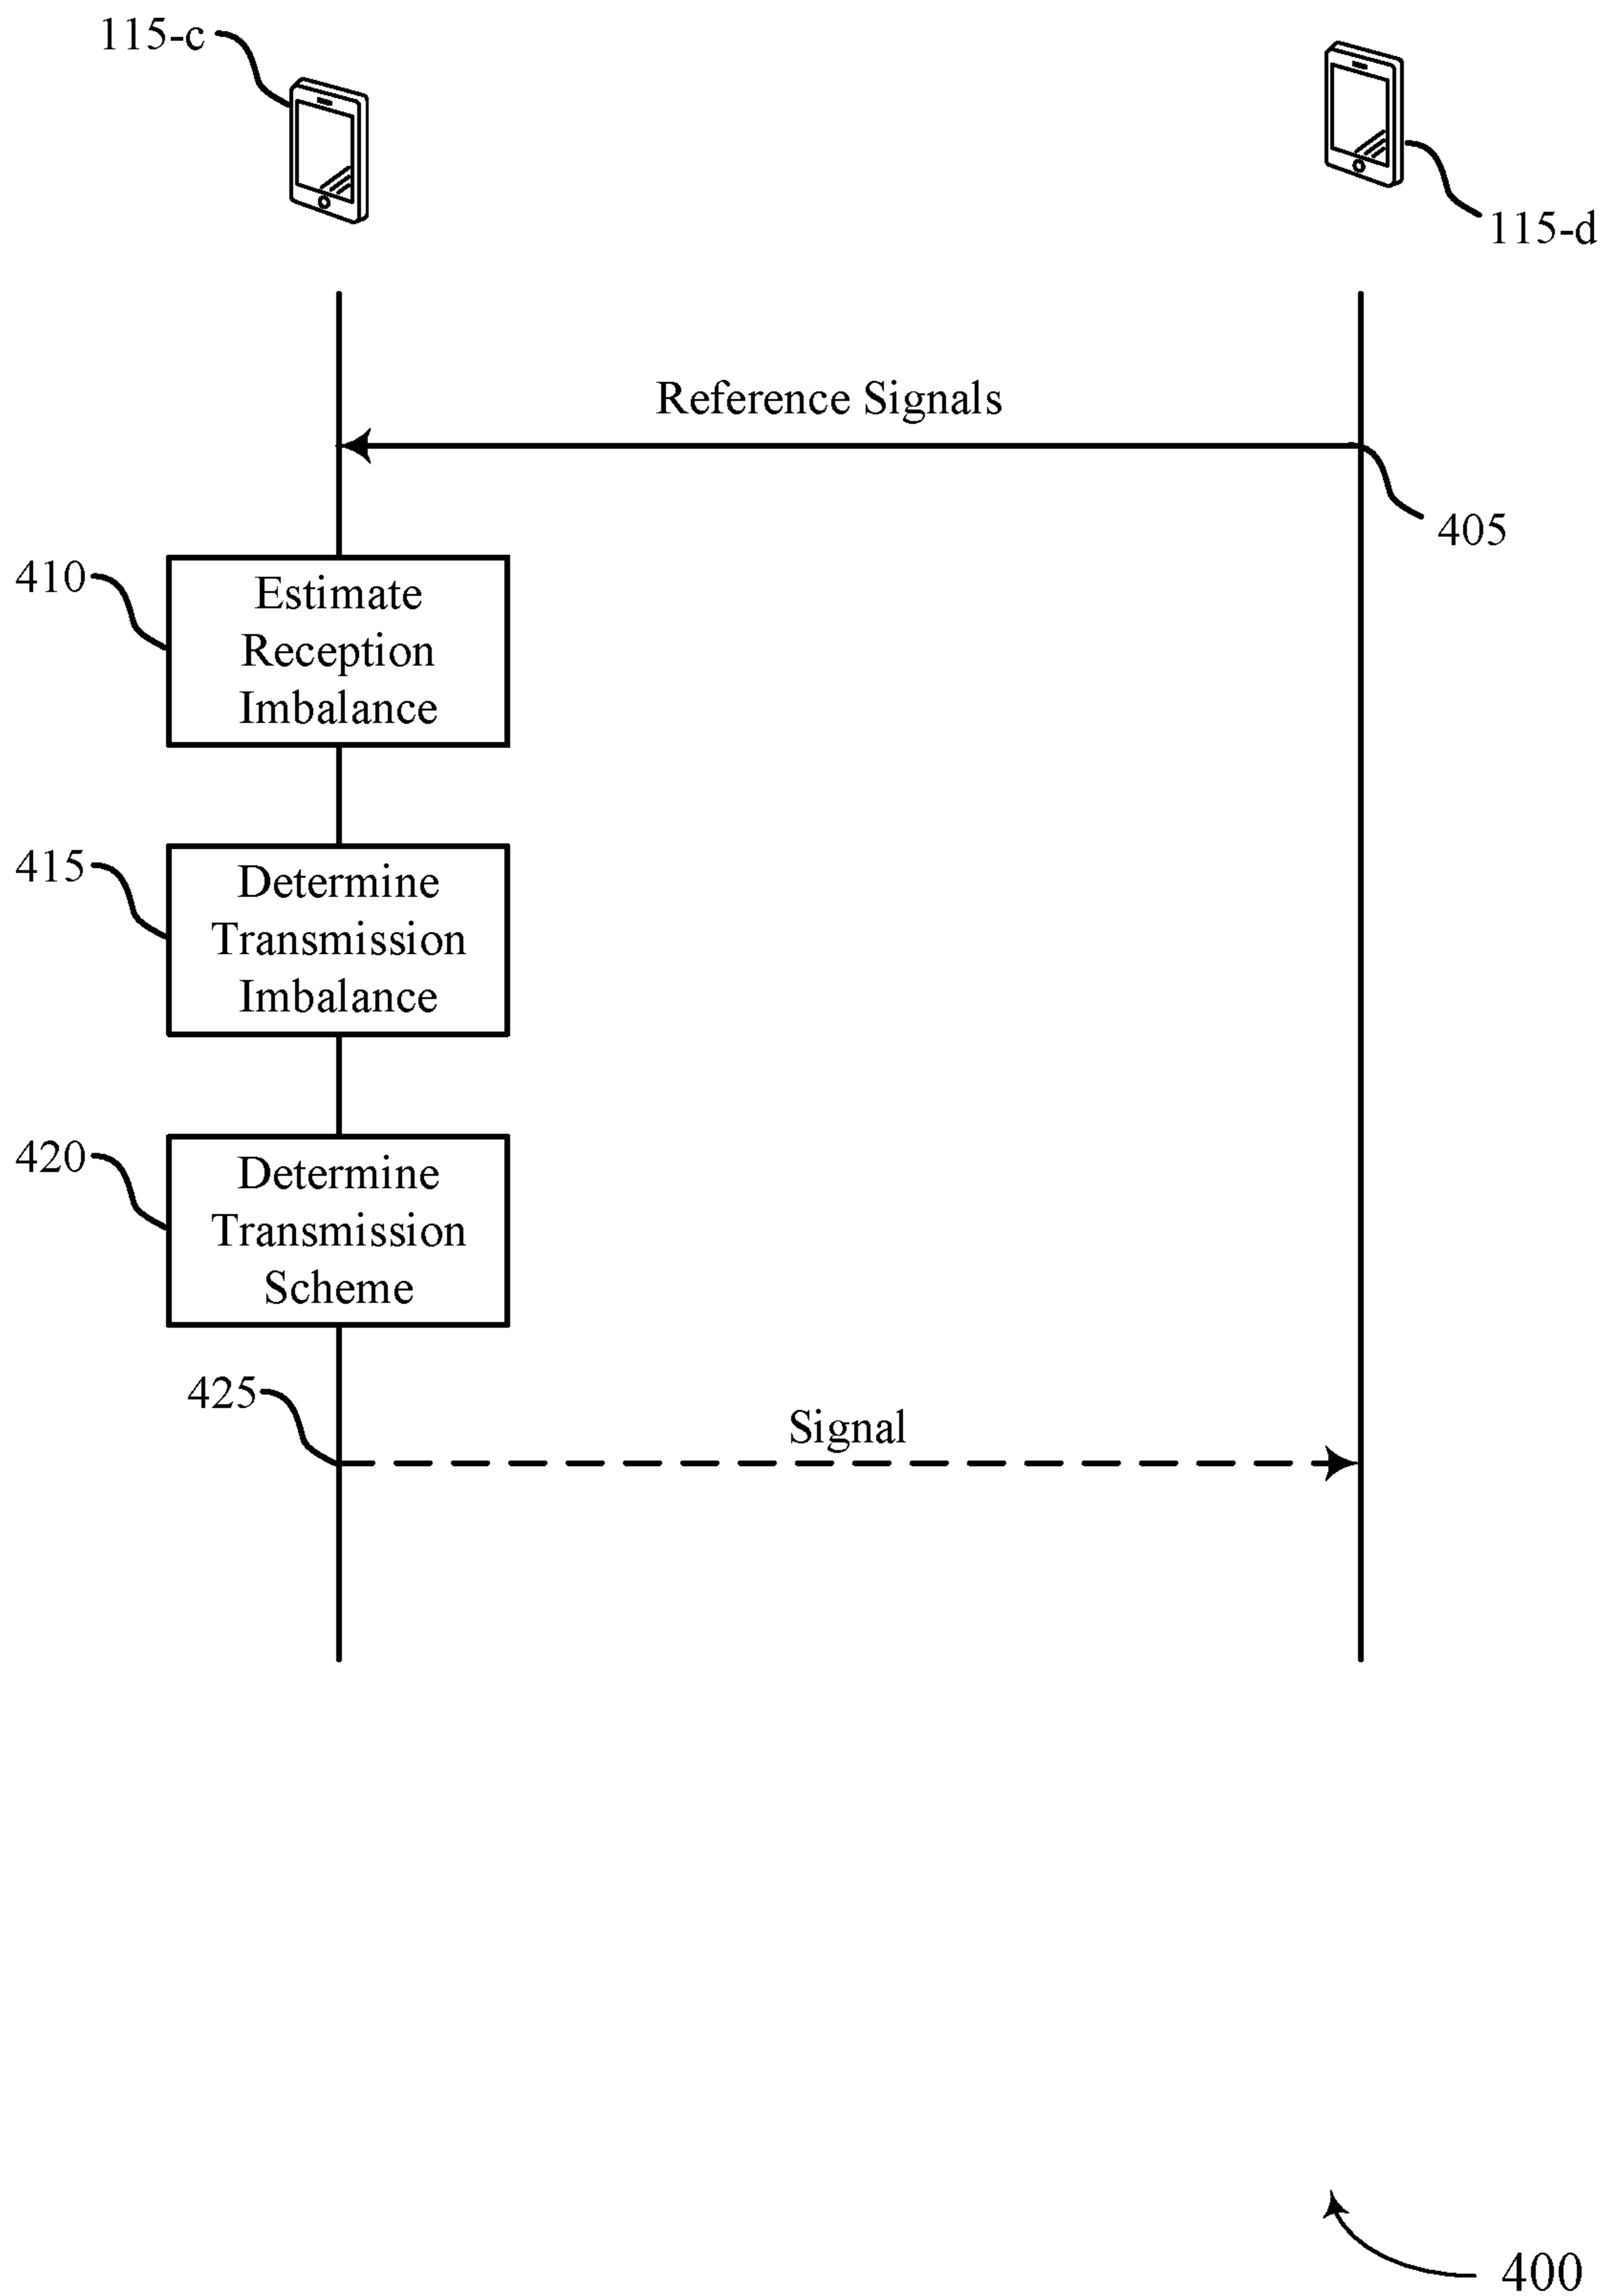 115-c
115-d
Reference Signals
405
410
Estimate
Reception
Imbalance
415
Determine
Transmission
Imbalance
420
Determine
Transmission
Scheme
425
Signal
400